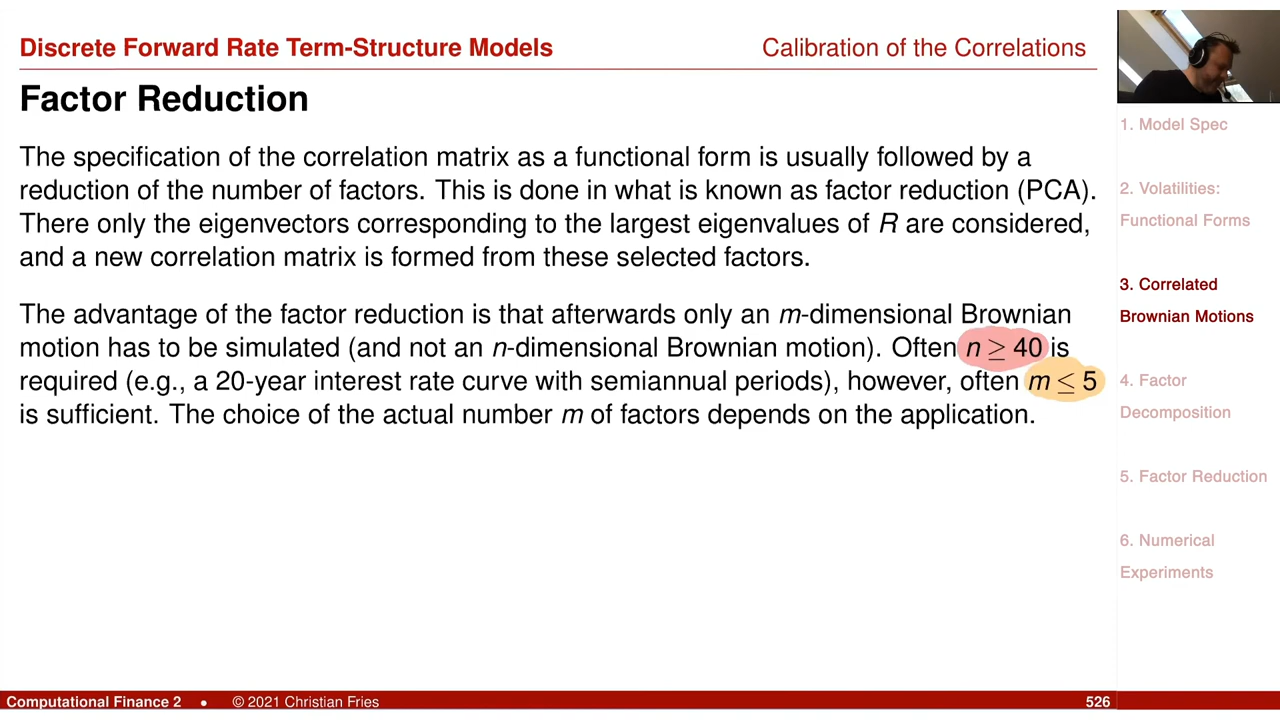 Discrete Forward Rate Term-Structure Models
Calibration of the Correlations
Factor Reduction
The specification of the correlation matrix as a functional form is usually followed by a
reduction of the number of factors. This is done in what is known as factor reduction (PCA).
There only the eigenvectors corresponding to the largest eigenvalues of R are considered,
and a new correlation matrix is formed from these selected factors.
The advantage of the factor reduction is that afterwards only an m-dimensional Brownian
motion has to be simulated (and not an n-dimensional Brownian motion). Often n ≥ 40 is
required (e.g., a 20-year interest rate curve with semiannual periods), however, often m ≤ 5
is sufficient. The choice of the actual number m of factors depends on the application.
1. Model Spec
2. Volatilities:
Functional Forms
3. Correlated
Brownian Motions
4. Factor
Decomposition
5. Factor Reduction
6. Numerical
Experiments
Computational Finance 2 • © 2021 Christian Fries 526